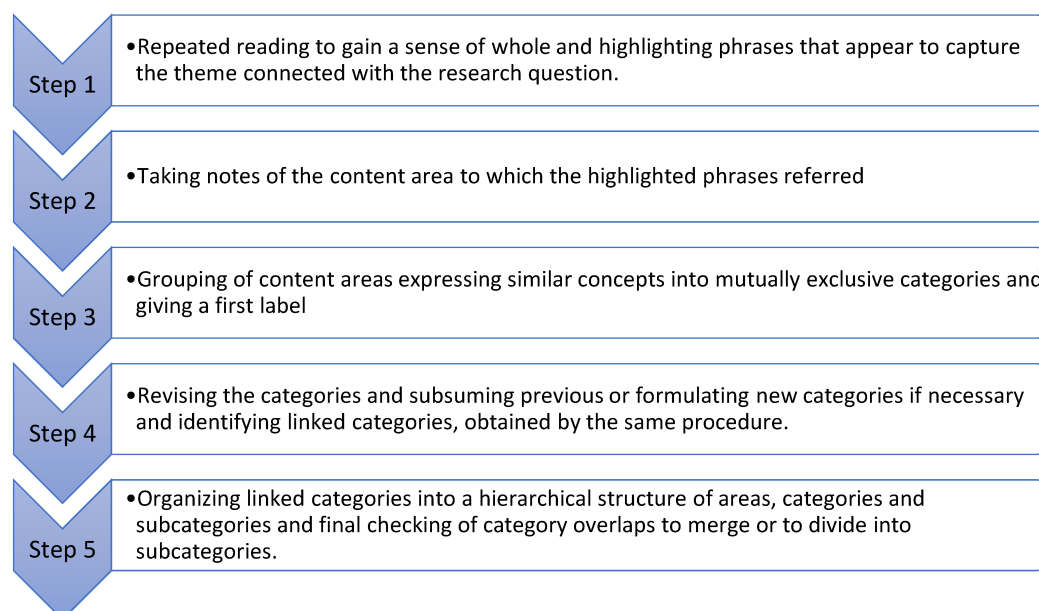 Step 1
•Repeated reading to gain a sense of whole and highlighting phrases that appear to capture
the theme connected with the research question.
Step 2
•Taking notes of the content area to which the highlighted phrases referred
Step 3
•Grouping of content areas expressing similar concepts into mutually exclusive categories and
giving a first label
Step 4
•Revising the categories and subsuming previous or formulating new categories if necessary
and identifying linked categories, obtained by the same procedure.
Step 5
•Organizing linked categories into a hierarchical structure of areas, categories and
subcategories and final checking of category overlaps to merge or to divide into
subcategories.